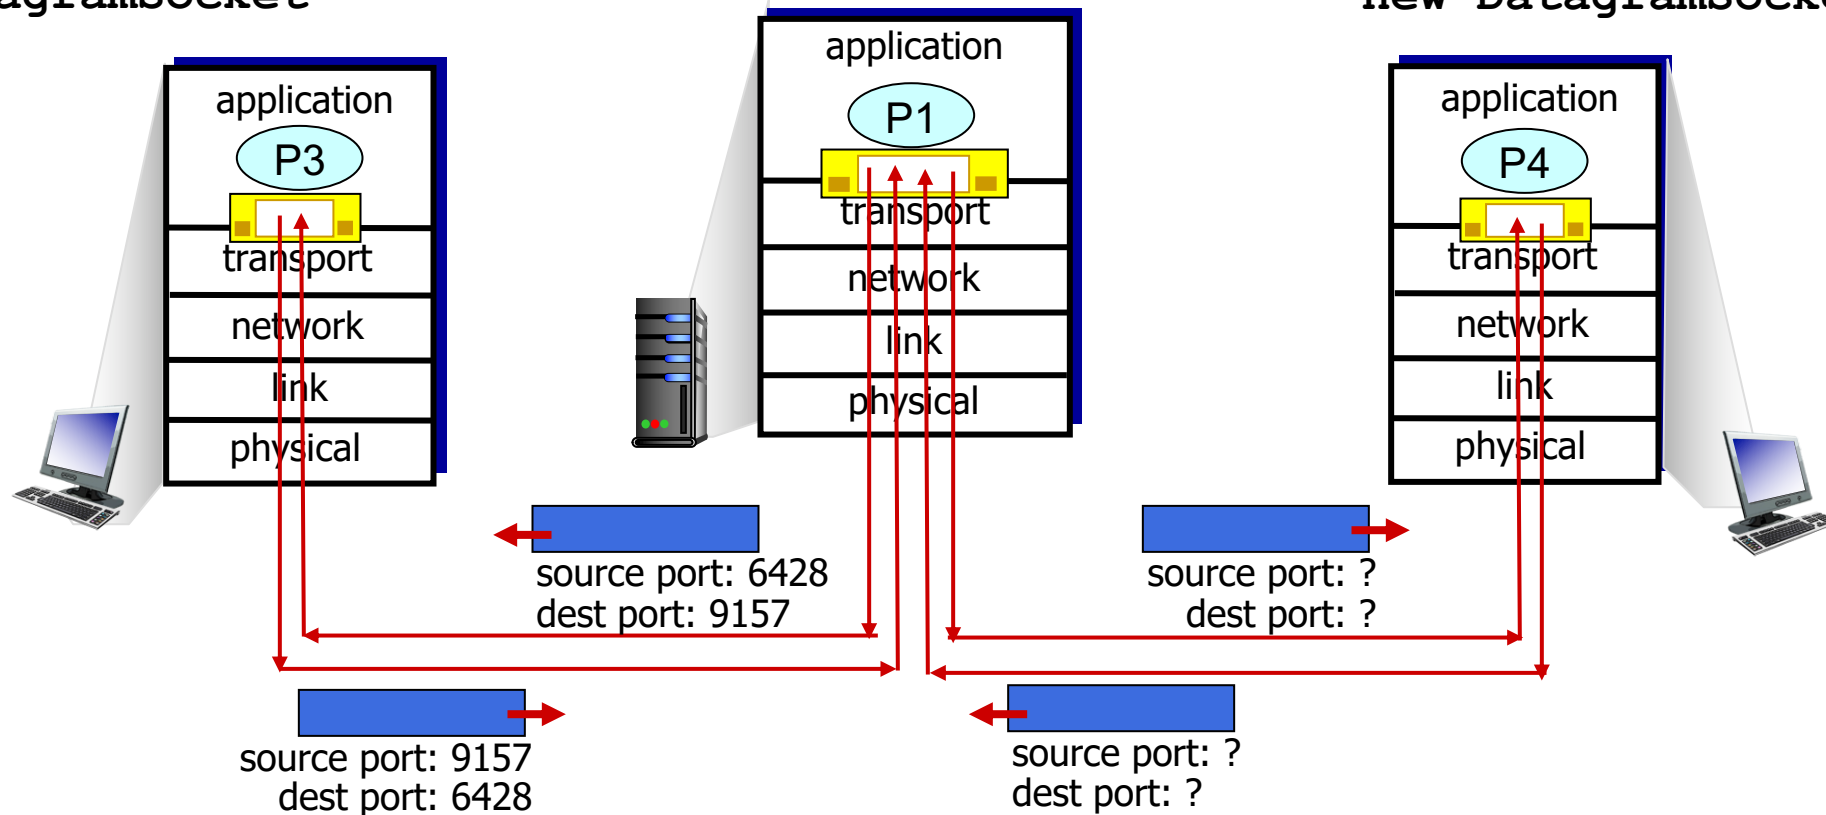 application
P3
transport
network
link
physical
application
P1
transport
network
link
physical
application
P4
transport
network
link
physical
source port: 6428
dest port: 9157
source port: ?
dest port: ?
source port: 9157
dest port: 6428
source port: ?
dest port: ?